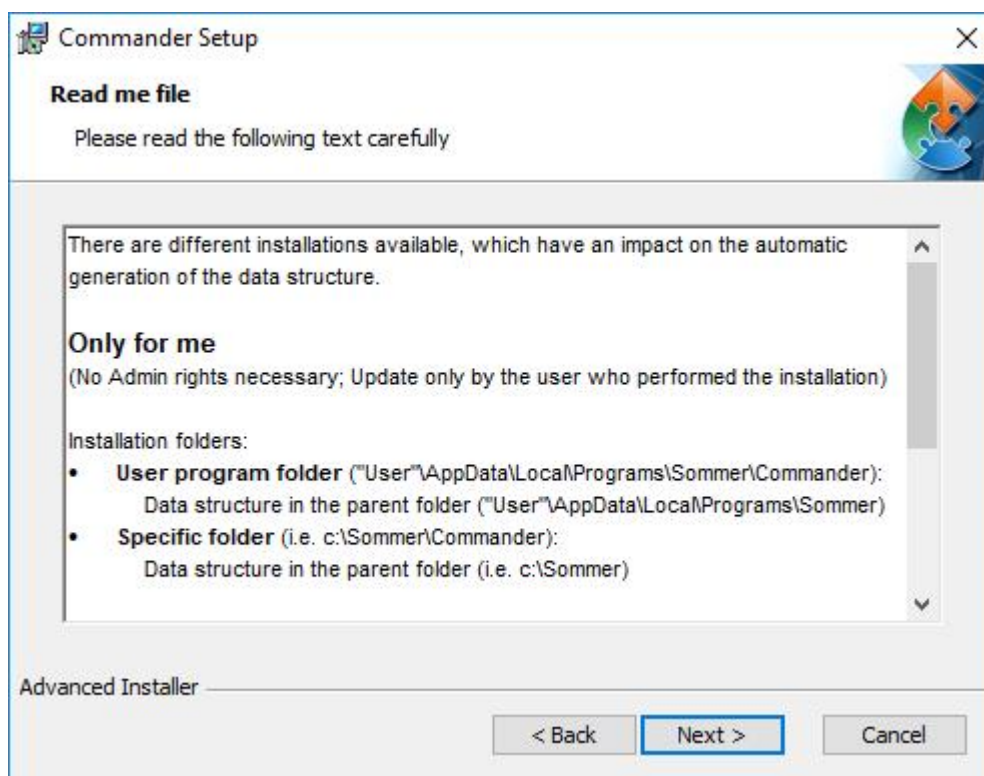 Commander Setup
Read me file
Please read the following text carefully
There are different installations available, which have an impact on the automatic
generation of the data structure.
Only for me
(No Admin rights necessary; Update only by the user who performed the installation)
Installation folders:
• User program folder ("User"\AppData\Local\Programs\Sommer\Commander):
Data structure in the parent folder ("User"\AppData\Local\Programs\Sommer)
• Specific folder (i.e. c:\Sommer\Commander):
Data structure in the parent folder (i.e. c:\Sommer)
Advanced Installer
< Back Next > Cancel